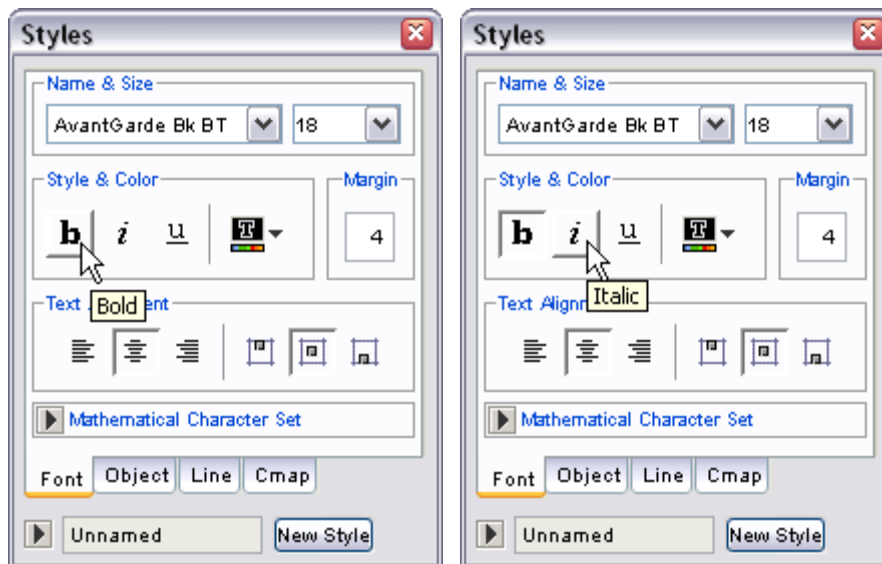 Styles
Name & Size
AvantGarde Bk BT 18
Style & Color Margin
b i u T 4
Bold
Text ent
Mathematical Character Set
Font Object Line Cmap
Unnamed New Style
Styles
Name & Size
AvantGarde Bk BT 18
Style & Color Margin
b i u T 4
Italic
Text Alignm
Mathematical Character Set
Font Object Line Cmap
Unnamed New Style